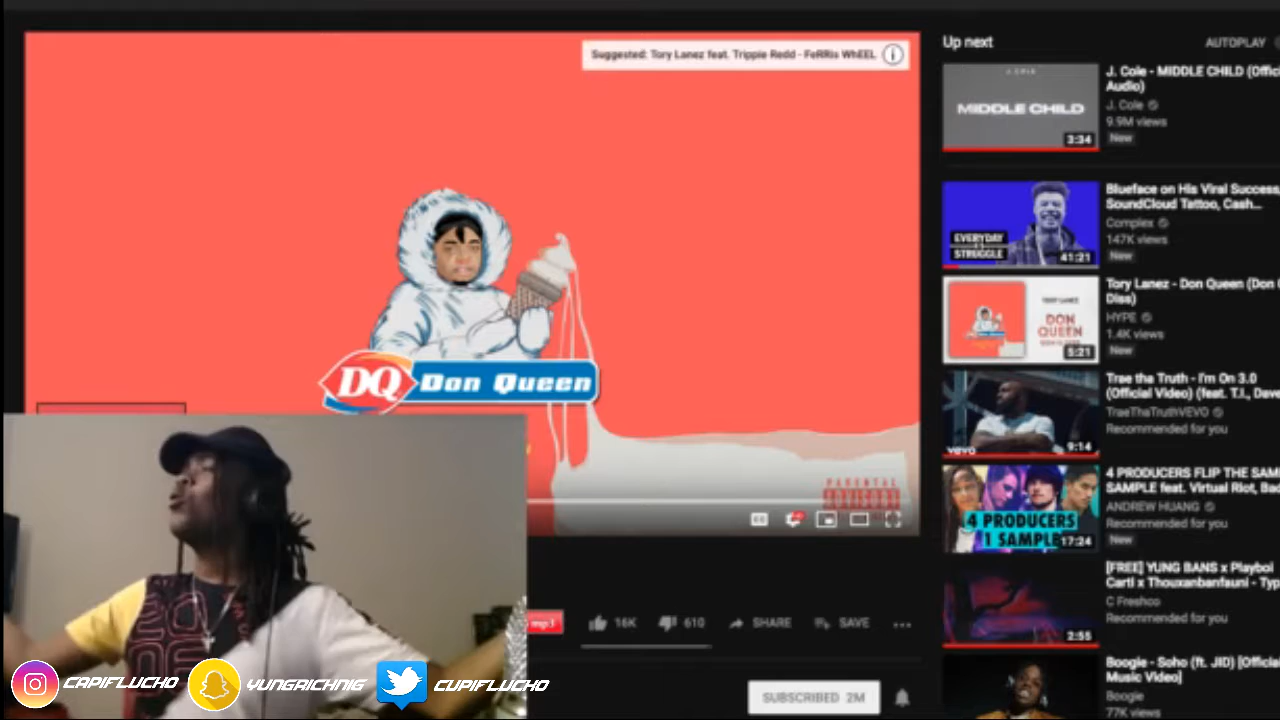 Suggested: Tory Lanez feat. Trippie Redd - FeRRis WhEEL
DQ Don Queen
PARENTAL
ADVISORY
mp3
16K
610
SHARE
SAVE
SUBSCRIBED 2M
CAPIFLUCHO
YUNGRICHNIG
CUPIFLUCHO
Up next
AUTOPLAY
J. COLE
MIDDLE CHILD
3:34
J. Cole - MIDDLE CHILD (Offic
Audio)
J. Cole
9.9M views
New
EVERYDAY
STRUGGLE
41:21
Blueface on His Viral Success,
SoundCloud Tattoo, Cash...
Complex
147K views
New
TORY LANEZ
DON
QUEEN
5:21
Tory Lanez - Don Queen (Don
Diss)
HYPE
1.4K views
New
vevo
9:14
Trae tha Truth - I'm On 3.0
(Official Video) (feat. T.I., Dave
TraeThaTruthVEVO
Recommended for you
4 PRODUCERS
1 SAMPLE
17:24
4 PRODUCERS FLIP THE SAM
SAMPLE feat. Virtual Riot, Bad
ANDREW HUANG
Recommended for you
New
2:55
[FREE] YUNG BANS x Playboi
Carti x Thouxanbanfauni - Typ
C Freshco
Recommended for you
Boogie - Soho (ft. JID) [Official
Music Video]
Boogie
77K views